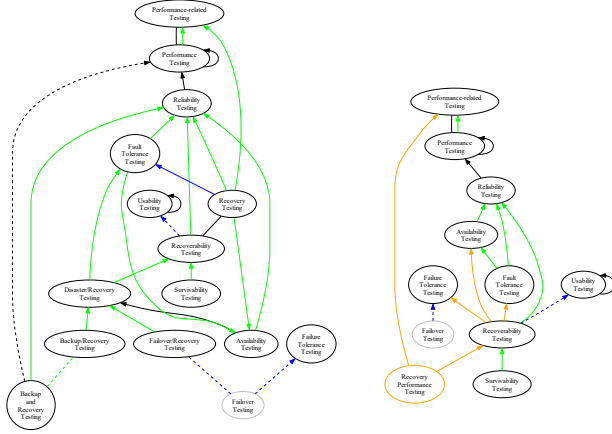 Performance-related
Testing
Performance
Testing
Reliability
Testing
Fault
Tolerance
Testing
Usability
Testing
Recovery
Testing
Recoverability
Testing
Disaster/Recovery
Testing
Survivability
Testing
Backup/Recovery
Testing
Failover/Recovery
Testing
Availability
Testing
Failure
Tolerance
Testing
Backup
and
Recovery
Testing
Failover
Testing
Performance-related
Testing
Performance
Testing
Reliability
Testing
Availability
Testing
Failure
Tolerance
Testing
Fault
Tolerance
Testing
Usability
Testing
Failover
Testing
Recoverability
Testing
Recovery
Performance
Testing
Survivability
Testing